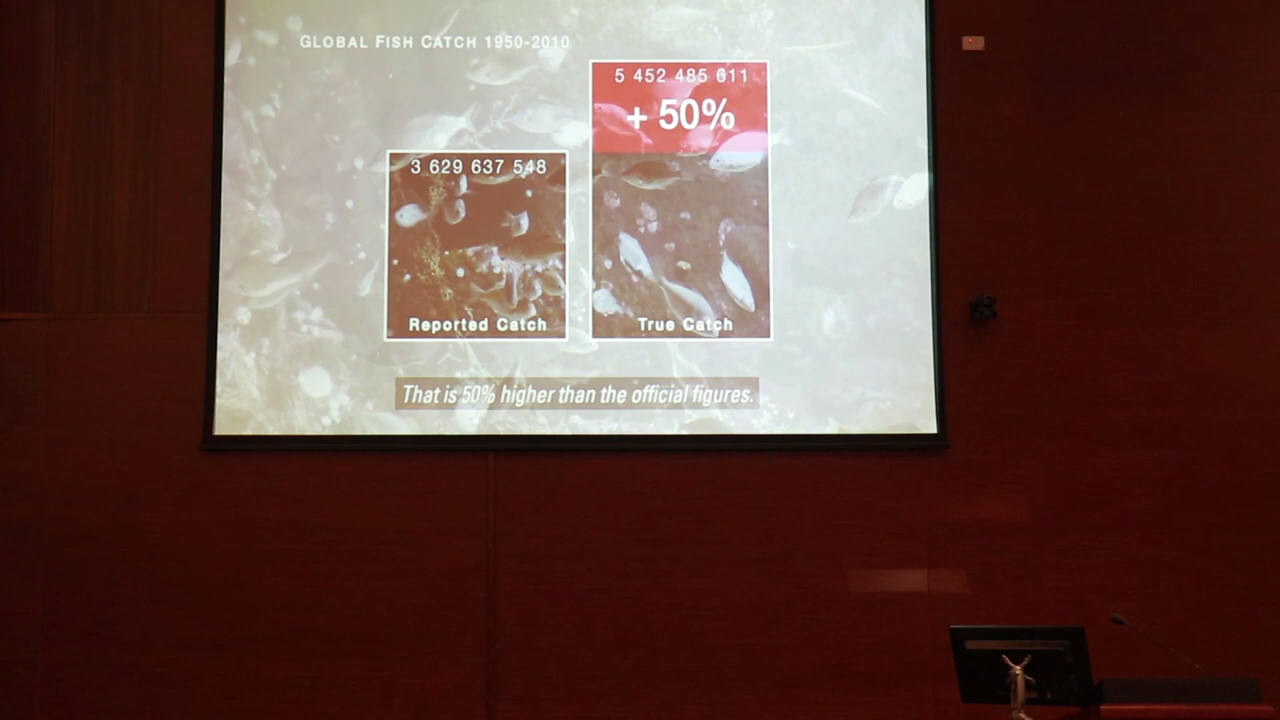 GLOBAL FISH CATCH 1950-2010
5 452 485 611
+ 50%
3 629 637 548
Reported Catch
True Catch
That is 50% higher than the official figures.